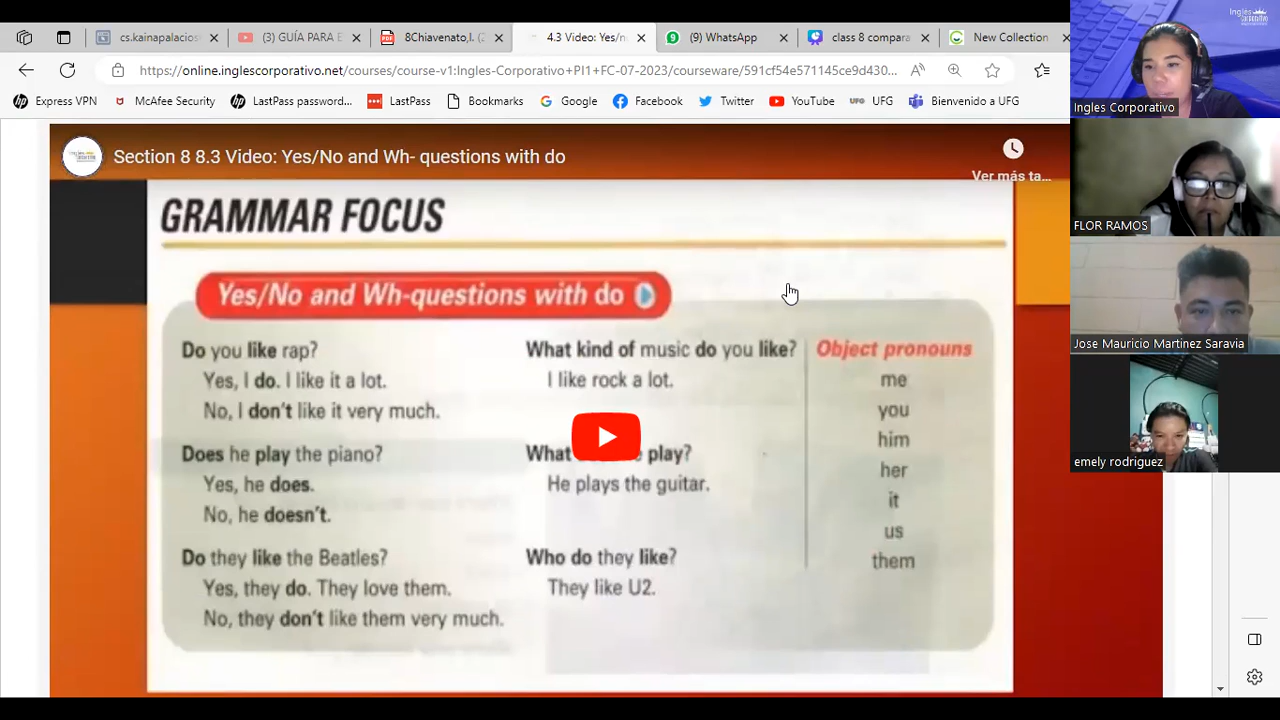 cs.kainapalacios
(3) GUÍA PARA E
8Chiavenato,I. (2
4.3 Video: Yes/N
(9) WhatsApp
class 8 compara
New Collection
https://online.inglescorporativo.net/courses/course-v1:Ingles-Corporativo+PI1+FC-07-2023/courseware/591cf54e571145ce9d430...
Express VPN
McAfee Security
LastPass password...
LastPass
Bookmarks
Google
Facebook
Twitter
YouTube
UFG
Bienvenido a UFG
Section 8 8.3 Video: Yes/No and Wh- questions with do
Ver más ta...
GRAMMAR FOCUS
Yes/No and Wh-questions with do
Do you like rap?
Yes, I do. I like it a lot.
No, I don't like it very much.
Does he play the piano?
Yes, he does.
No, he doesn't.
Do they like the Beatles?
Yes, they do. They love them.
No, they don't like them very much.
What kind of music do you like?
I like rock a lot.
What play?
He plays the guitar.
Who do they like?
They like U2.
Object pronouns
me
you
him
her
it
us
them
Ingles Corporativo
FLOR RAMOS
Jose Mauricio Martinez Saravia
emely rodriguez